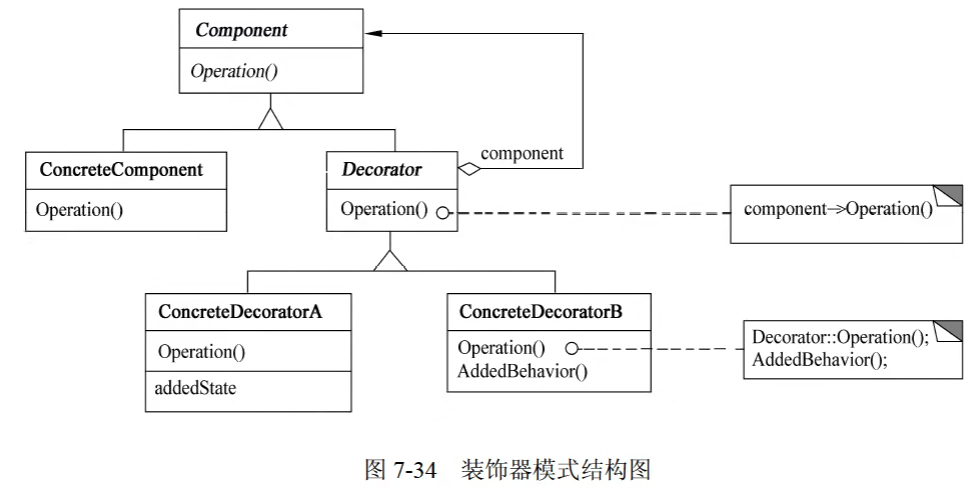 Component
Operation()
component
ConcreteComponent
Operation()
Decorator
Operation()
component->Operation()
ConcreteDecoratorA
Operation()
addedState
ConcreteDecoratorB
Operation()
AddedBehavior()
Decorator::Operation();
AddedBehavior();
图 7-34 装饰器模式结构图